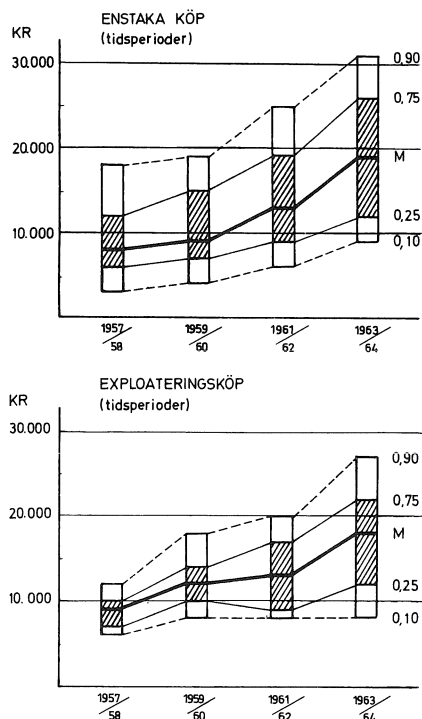 ENSTAKA KÖP
KR
(tidsperioder)
30.000
0,90
0,75
20.000
M
0,25
10.000
0,10
1957/58
1959/60
1961/62
1963/64
EXPLOATERINGSKÖP
KR
(tidsperioder)
30.000
0,90
0,75
20.000
M
0,25
10.000
0,10
1957/58
1959/60
1961/62
1963/64